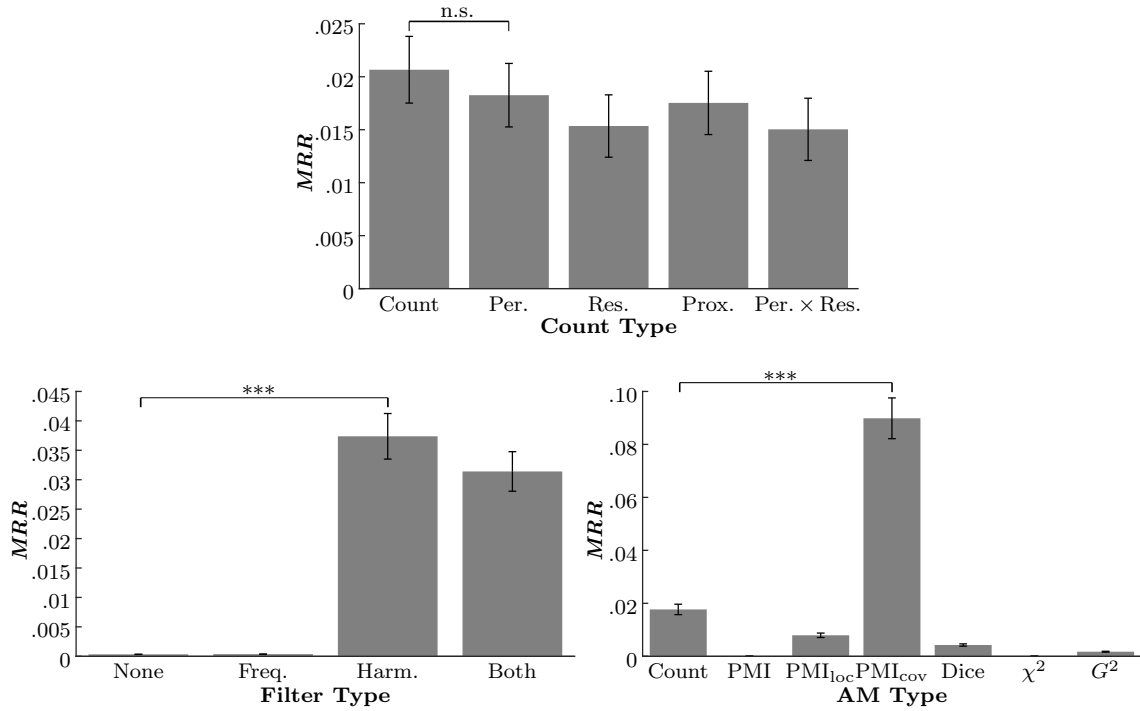 n.s.
.025
.02
.015
.01
.005
0
MRR
Count Per. Res. Prox. Per. × Res.
Count Type
***
.045
.04
.035
.03
.025
.02
.015
.01
.005
0
MRR
None Freq. Harm. Both
Filter Type
***
.10
.08
.06
.04
.02
0
MRR
Count PMI PMI_loc PMI_cov Dice χ² G²
AM Type